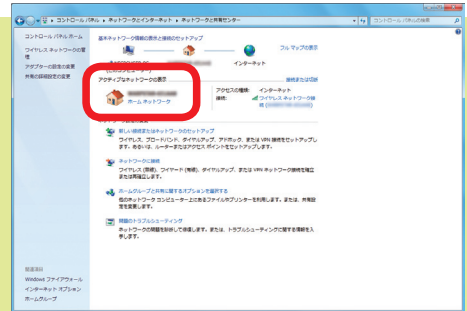 コントロール パネル ▸ ネットワークとインターネット ▸ ネットワークと共有センター
コントロール パネルの検索
コントロール パネル ホーム
ワイヤレス ネットワークの管理
アダプターの設定の変更
共有の詳細設定の変更
基本ネットワーク情報の表示と接続のセットアップ
フル マップの表示
(このコンピューター)
インターネット
アクティブなネットワークの表示
接続または切断
ホーム ネットワーク
アクセスの種類: インターネット
接続: ワイヤレス ネットワーク接
続
新しい接続またはネットワークのセットアップ
ワイヤレス、ブロードバンド、ダイヤルアップ、アドホック、または VPN 接続をセットアップし
ます。あるいは、ルーターまたはアクセス ポイントをセットアップします。
ネットワークに接続
ワイヤレス (無線)、ワイヤード (有線)、ダイヤルアップ、または VPN ネットワーク接続を確立
または再確立します。
ホームグループと共有に関するオプションを選択する
他のネットワーク コンピューター上にあるファイルやプリンターを利用します。または、共有設
定を変更します。
問題のトラブルシューティング
ネットワークの問題を診断して修復します。または、トラブルシューティングに関する情報を入
手します。
関連項目
Windows ファイアウォール
インターネット オプション
ホームグループ